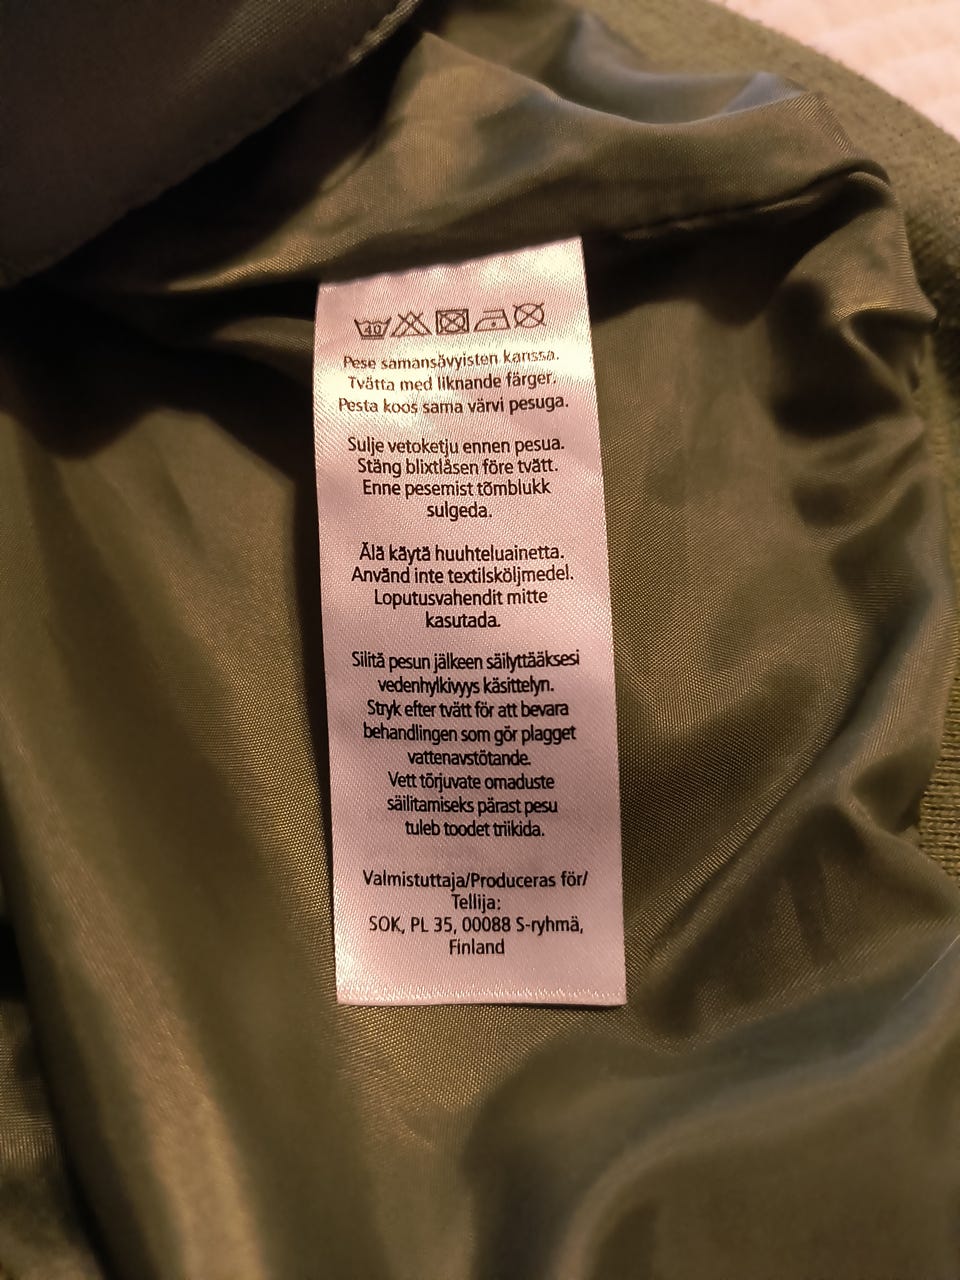 40
Pese samansävyisten kanssa.
Tvätta med liknande färger.
Pesta koos sama värvi pesuga.
Sulje vetoketju ennen pesua.
Stäng blixtlåsen före tvätt.
Enne pesemist tõmblukk
sulgeda.
Älä käytä huuhteluainetta.
Använd inte textilsköljmedel.
Loputusvahendit mitte
kasutada.
Silitä pesun jälkeen säilyttääksesi
vedenhylkivyys käsittelyn.
Stryk efter tvätt för att bevara
behandlingen som gör plagget
vattenavstötande.
Vett tõrjuvate omaduste
säilitamiseks pärast pesu
tuleb toodet triikida.
Valmistuttaja/Produceras för/
Tellija:
SOK, PL 35, 00088 S-ryhmä,
Finland